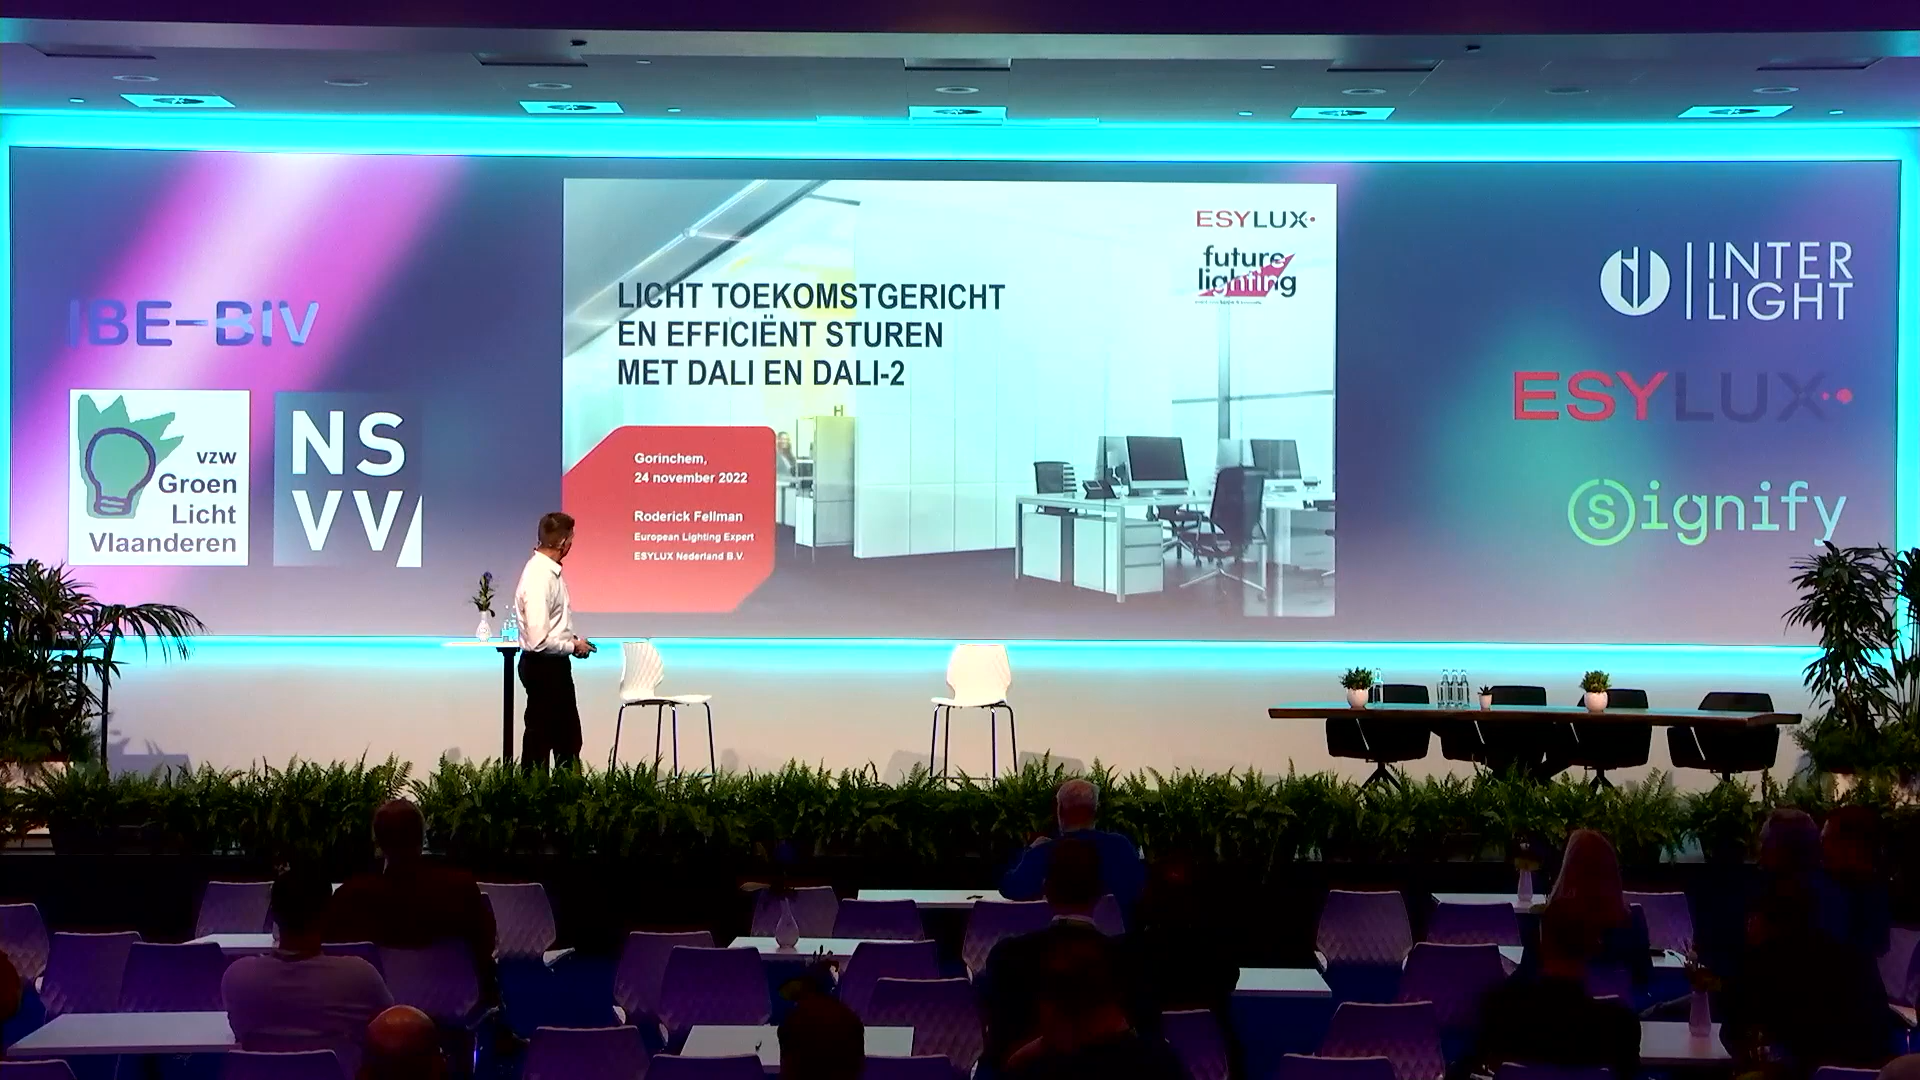 IBE-BIV
vzw
Groen
Licht
Vlaanderen
NS
VV
LICHT TOEKOMSTGERICHT
EN EFFICIËNT STUREN
MET DALI EN DALI-2
Gorinchem,
24 november 2022
Roderick Fellman
European Lighting Expert
ESYLUX Nederland B.V.
ESYLUX
future
lighting
H
INTER
LIGHT
ESYLUX
signify